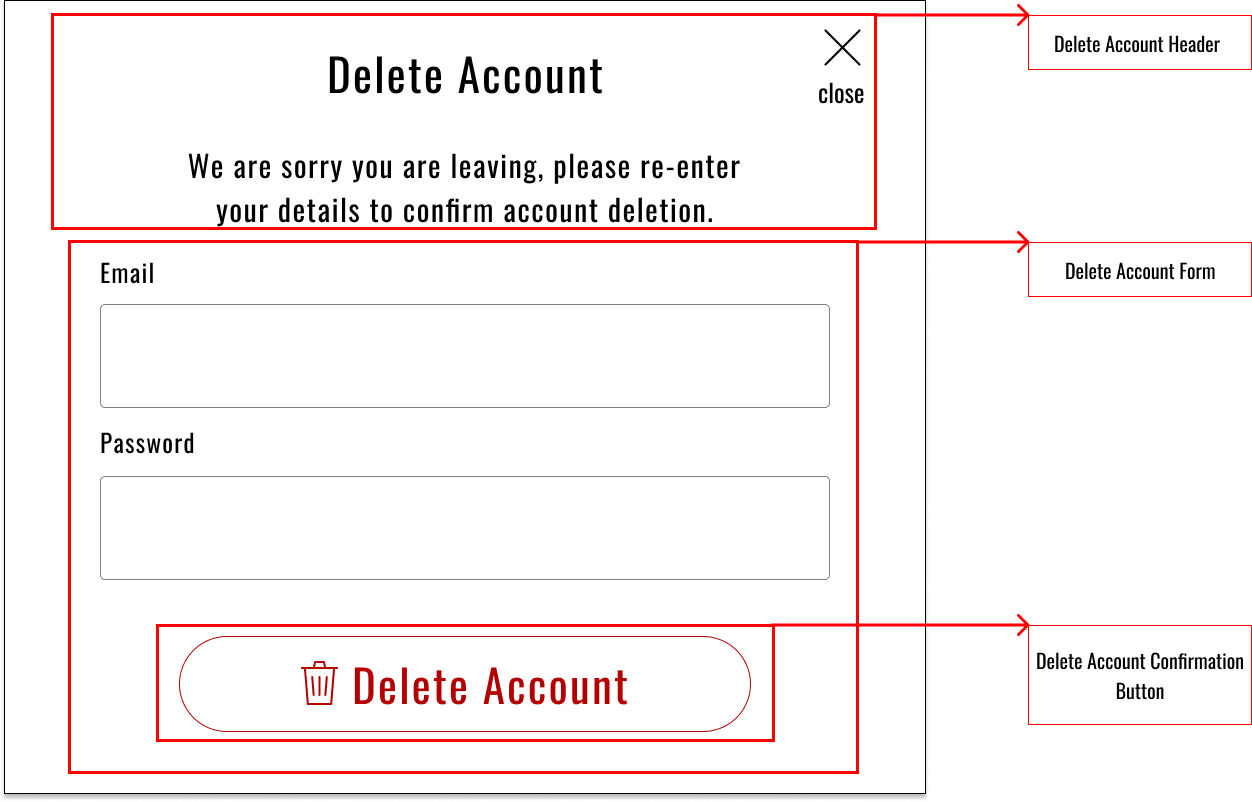 Delete Account
close
We are sorry you are leaving, please re-enter
your details to confirm account deletion.
Email
Password
Delete Account
Delete Account Header
Delete Account Form
Delete Account Confirmation
Button